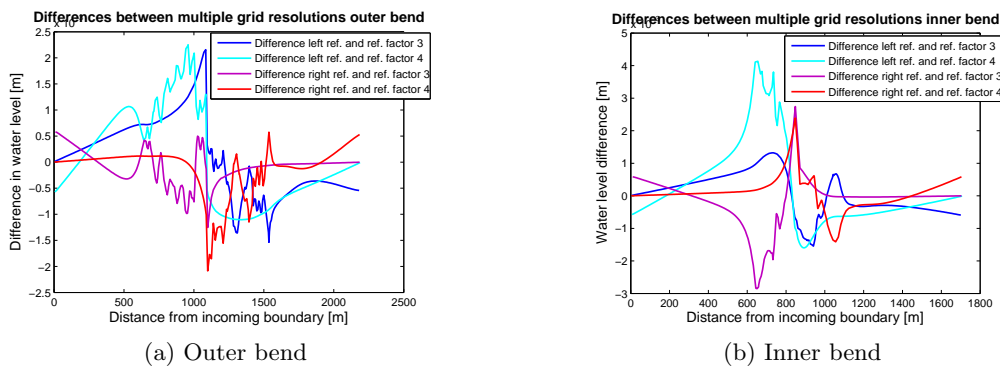 Differences between multiple grid resolutions outer bend
2.5
2
1.5
1
0.5
0
−0.5
−1
−1.5
−2
−2.5
0
500
1000
1500
2000
2500
Difference in water level [m]
Distance from incoming boundary [m]
Difference left ref. and ref. factor 3
Difference left ref. and ref. factor 4
Difference right ref. and ref. factor 3
Difference right ref. and ref. factor 4
(a) Outer bend
Differences between multiple grid resolutions inner bend
5
4
3
2
1
0
−1
−2
−3
0
200
400
600
800
1000
1200
1400
1600
1800
Water level difference [m]
Distance from incoming boundary [m]
Difference left ref. and ref. factor 3
Difference left ref. and ref. factor 4
Difference right ref. and ref. factor 3
Difference right ref. and ref. factor 4
(b) Inner bend